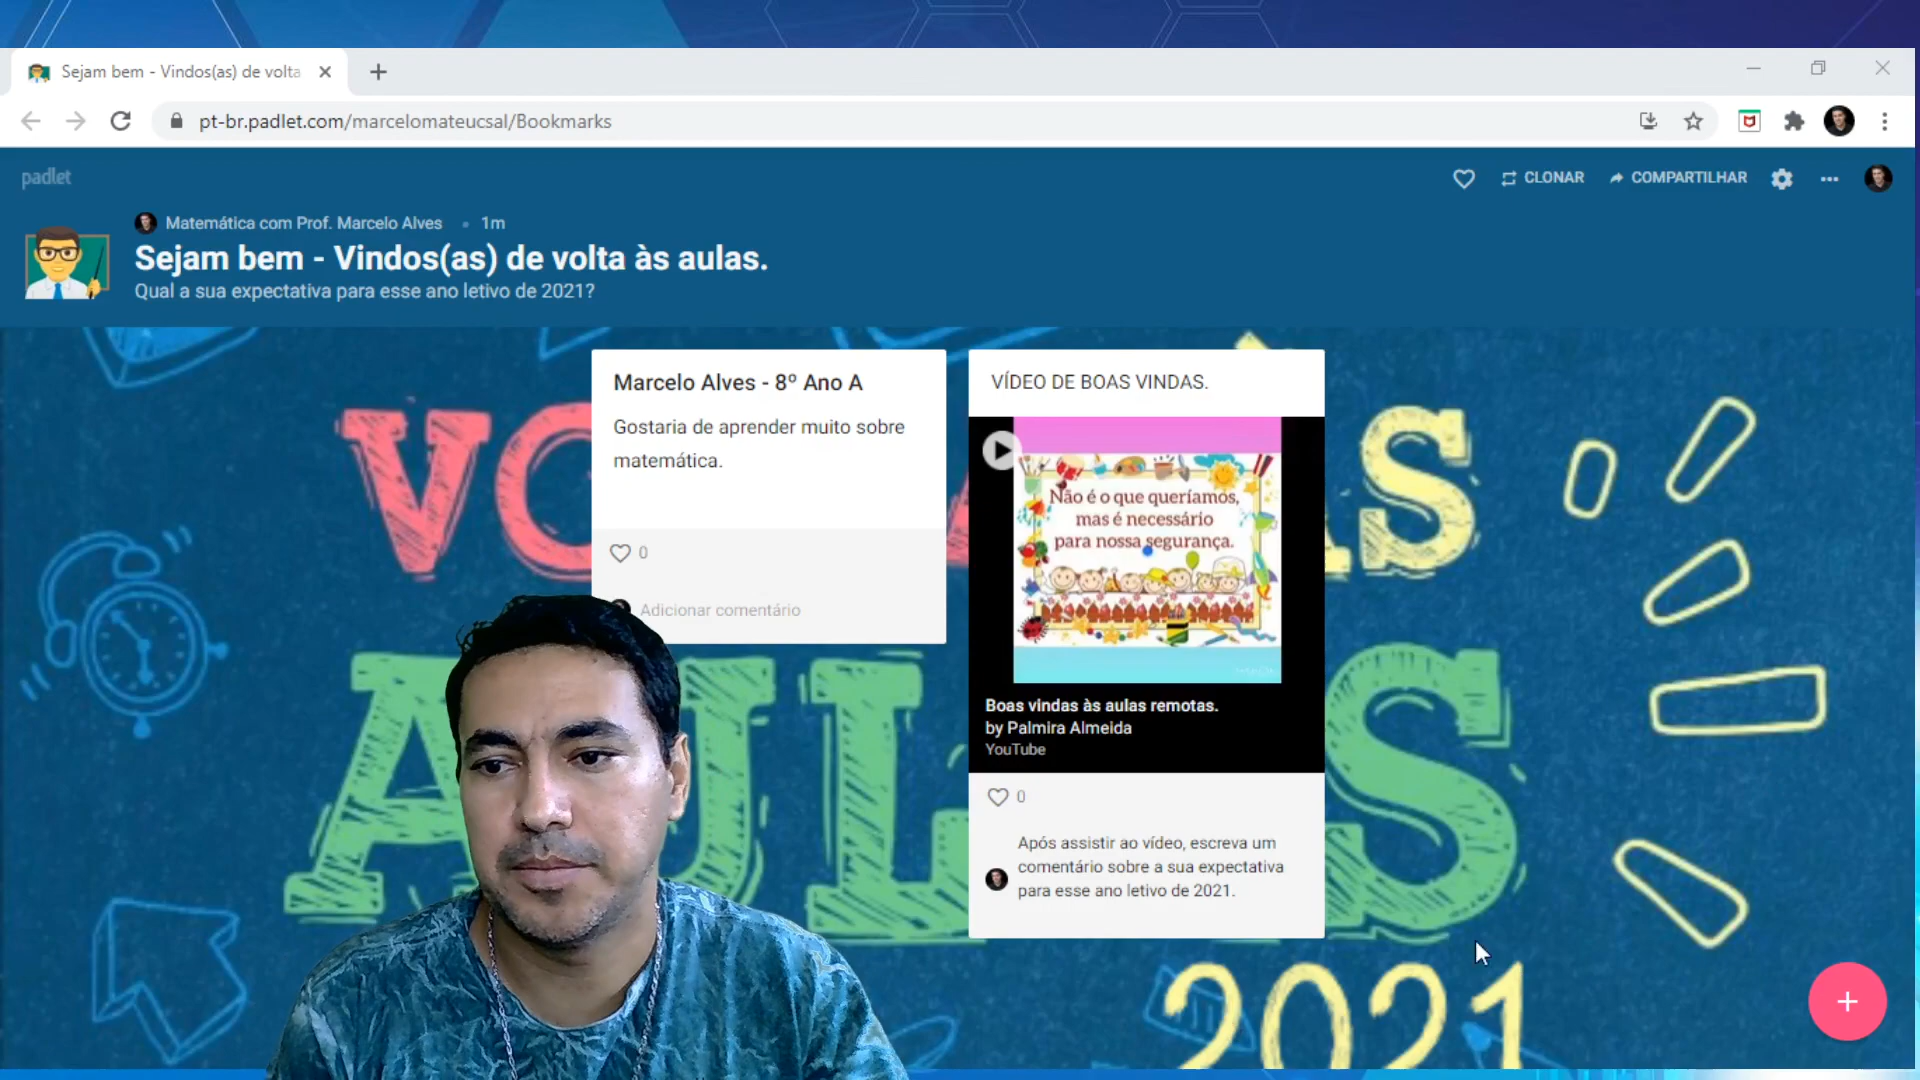 Sejam bem - Vindos(as) de volta
pt-br.padlet.com/marcelomateucsal/Bookmarks
padlet
CLONAR
COMPARTILHAR
Matemática com Prof. Marcelo Alves • 1m
Sejam bem - Vindos(as) de volta às aulas.
Qual a sua expectativa para esse ano letivo de 2021?
Marcelo Alves - 8º Ano A
Gostaria de aprender muito sobre
matemática.
0
Adicionar comentário
VÍDEO DE BOAS VINDAS.
Não é o que queríamos,
mas é necessário
para nossa segurança.
Boas vindas às aulas remotas.
by Palmira Almeida
YouTube
0
Após assistir ao vídeo, escreva um
comentário sobre a sua expectativa
para esse ano letivo de 2021.
2021